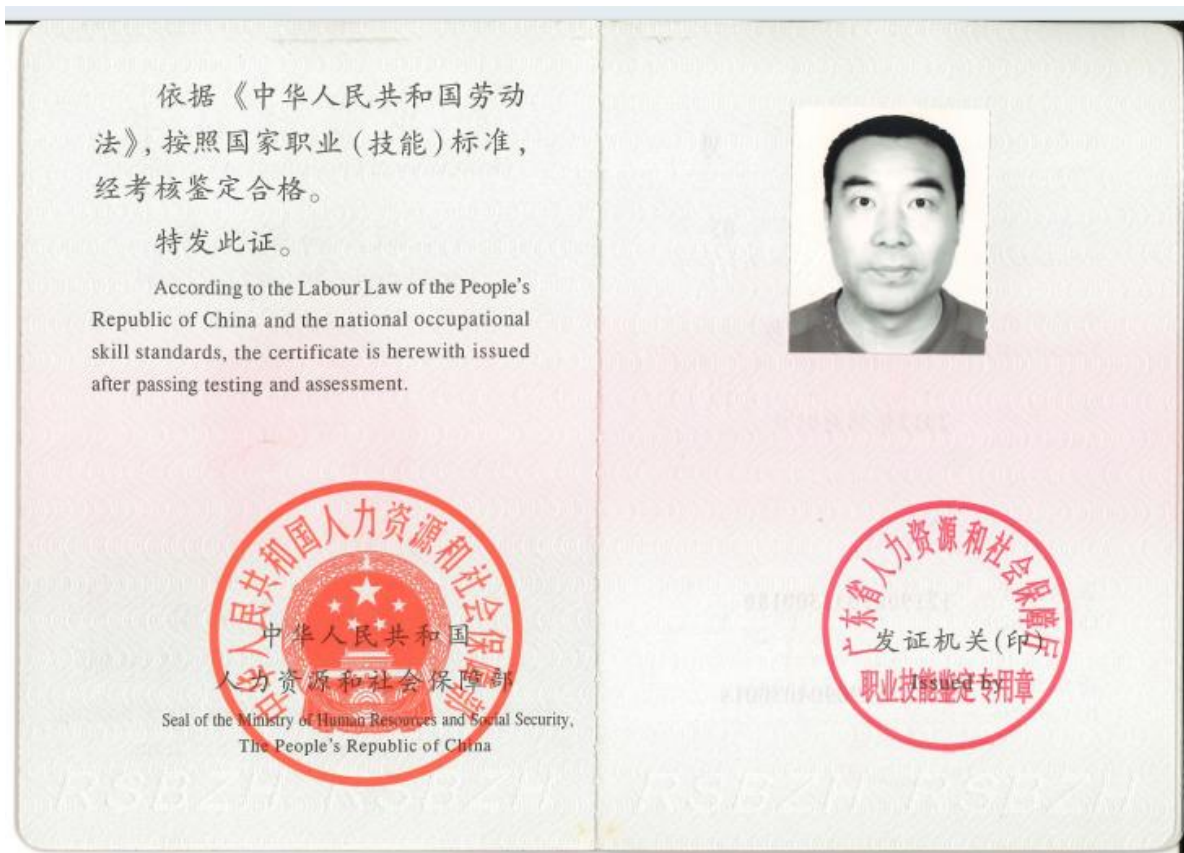 依据《中华人民共和国劳动
法》,按照国家职业(技能)标准,
经考核鉴定合格。
特发此证。
According to the Labour Law of the People's
Republic of China and the national occupational
skill standards, the certificate is herewith issued
after passing testing and assessment.
中华人民共和国人力资源和社会保障部
中华人民共和国
人力资源和社会保障部
Seal of the Ministry of Human Resources and Social Security,
The People's Republic of China
广东省人力资源和社会保障厅
发证机关(印)
Issued by
职业技能鉴定专用章
RSBZH RSBZH RSBZH RSBZH